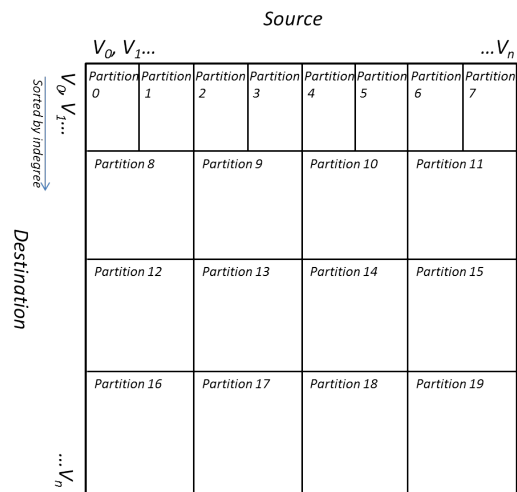 Source
V0, V1... ...Vn
V0, V1...
Sorted by indegree
Destination
...Vn
Partition 0
Partition 1
Partition 2
Partition 3
Partition 4
Partition 5
Partition 6
Partition 7
Partition 8
Partition 9
Partition 10
Partition 11
Partition 12
Partition 13
Partition 14
Partition 15
Partition 16
Partition 17
Partition 18
Partition 19